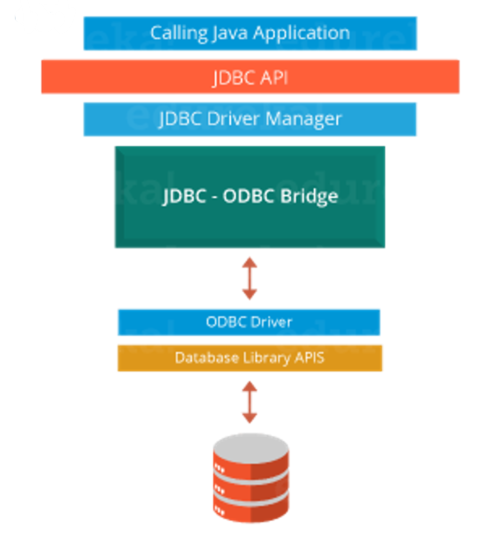 Calling Java Application
JDBC API
JDBC Driver Manager
JDBC - ODBC Bridge
ODBC Driver
Database Library APIS